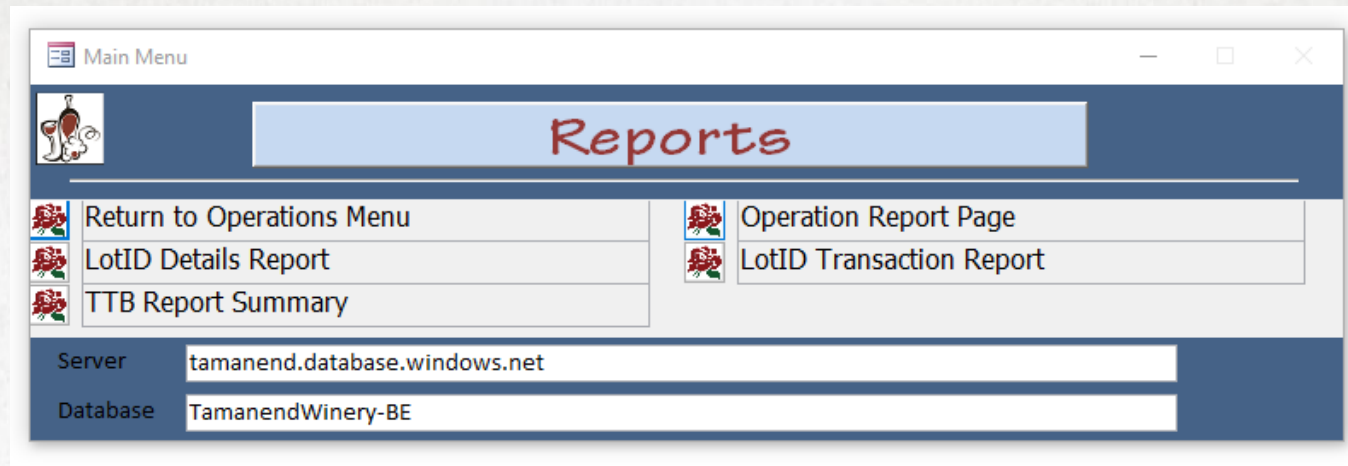 Main Menu
Reports
Return to Operations Menu
Operation Report Page
LotID Details Report
LotID Transaction Report
TTB Report Summary
Server
tamanend.database.windows.net
Database
TamanendWinery-BE